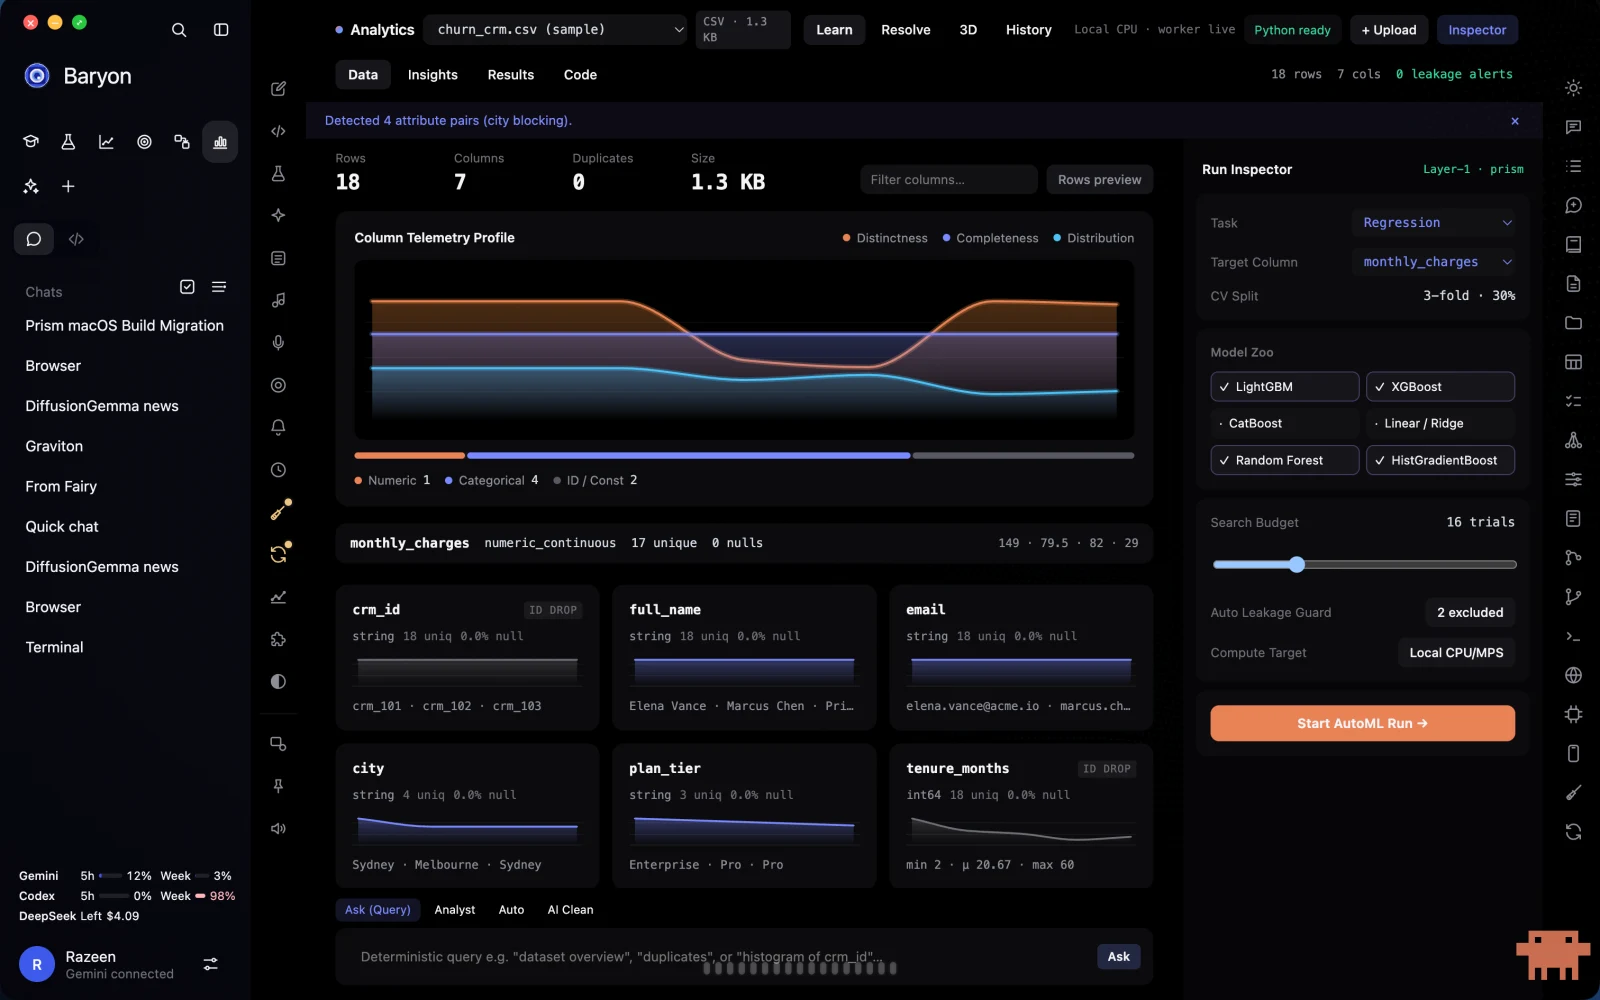 Baryon
Chats
Prism macOS Build Migration
Browser
DiffusionGemma news
Graviton
From Fairy
Quick chat
DiffusionGemma news
Browser
Terminal
Gemini 5h 12% Week 3%
Codex 5h 0% Week 98%
DeepSeek Left $4.09
R
Razeen
Gemini connected
Analytics
churn_crm.csv (sample)
CSV · 1.3 KB
Learn
Resolve
3D
History
Local CPU · worker live
Python ready
+ Upload
Inspector
Data
Insights
Results
Code
18 rows 7 cols 0 leakage alerts
Detected 4 attribute pairs (city blocking).
×
Rows
18
Columns
7
Duplicates
0
Size
1.3 KB
Filter columns...
Rows preview
Column Telemetry Profile
Distinctness
Completeness
Distribution
Numeric 1
Categorical 4
ID / Const 2
monthly_charges numeric_continuous 17 unique 0 nulls
149 · 79.5 · 82 · 29
crm_id
ID DROP
string 18 uniq 0.0% null
crm_101 · crm_102 · crm_103
full_name
string 18 uniq 0.0% null
Elena Vance · Marcus Chen · Pri…
email
string 18 uniq 0.0% null
elena.vance@acme.io · marcus.ch…
city
string 4 uniq 0.0% null
Sydney · Melbourne · Sydney
plan_tier
string 3 uniq 0.0% null
Enterprise · Pro · Pro
tenure_months
ID DROP
int64 18 uniq 0.0% null
min 2 · μ 20.67 · max 60
Ask (Query)
Analyst
Auto
AI Clean
Deterministic query e.g. "dataset overview", "duplicates", or "histogram of crm_id"...
Ask
Run Inspector
Layer-1 · prism
Task
Regression
Target Column
monthly_charges
CV Split
3-fold · 30%
Model Zoo
✓ LightGBM
✓ XGBoost
· CatBoost
· Linear / Ridge
✓ Random Forest
✓ HistGradientBoost
Search Budget
16 trials
Auto Leakage Guard
2 excluded
Compute Target
Local CPU/MPS
Start AutoML Run →